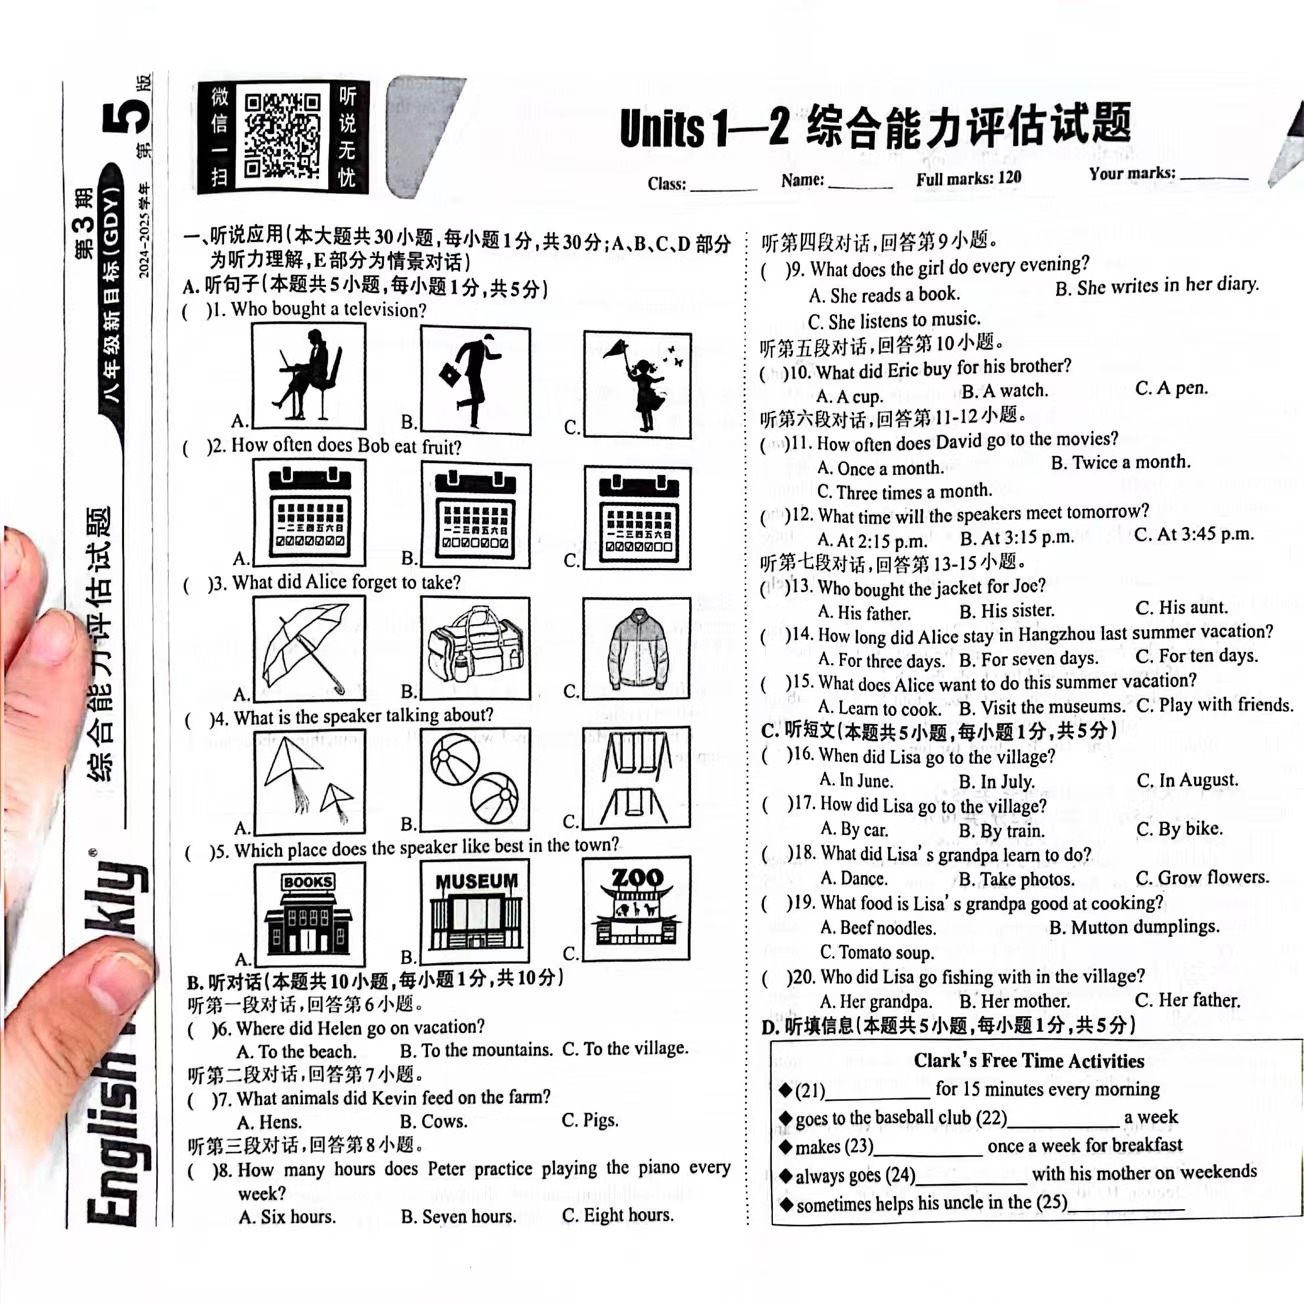 微信一扫
听说无忧
第5版
2024-2025学年
第3期
八年级新目标(GDY)
综合能力评估试题
English
kly®
Units 1—2 综合能力评估试题
Class: ______ Name: ______ Full marks: 120 Your marks: ______
一、听说应用(本大题共30小题,每小题1分,共30分;A、B、C、D 部分
为听力理解,E部分为情景对话)
A. 听句子(本题共5小题,每小题1分,共5分)
( )1. Who bought a television?
A. B. C.
( )2. How often does Bob eat fruit?
一二三四五六日
一二三四五六日
一二三四五六日
A. B. C.
( )3. What did Alice forget to take?
A. B. C.
( )4. What is the speaker talking about?
A. B. C.
( )5. Which place does the speaker like best in the town?
BOOKS
MUSEUM
ZOO
A. B. C.
B. 听对话(本题共10小题,每小题1分,共10分)
听第一段对话,回答第6小题。
( )6. Where did Helen go on vacation?
A. To the beach. B. To the mountains. C. To the village.
听第二段对话,回答第7小题。
( )7. What animals did Kevin feed on the farm?
A. Hens. B. Cows. C. Pigs.
听第三段对话,回答第8小题。
( )8. How many hours does Peter practice playing the piano every
week?
A. Six hours. B. Seven hours. C. Eight hours.
听第四段对话,回答第9小题。
( )9. What does the girl do every evening?
A. She reads a book. B. She writes in her diary.
C. She listens to music.
听第五段对话,回答第10小题。
( )10. What did Eric buy for his brother?
A. A cup. B. A watch. C. A pen.
听第六段对话,回答第11-12小题。
( )11. How often does David go to the movies?
A. Once a month. B. Twice a month.
C. Three times a month.
( )12. What time will the speakers meet tomorrow?
A. At 2:15 p.m. B. At 3:15 p.m. C. At 3:45 p.m.
听第七段对话,回答第13-15小题。
( )13. Who bought the jacket for Joe?
A. His father. B. His sister. C. His aunt.
( )14. How long did Alice stay in Hangzhou last summer vacation?
A. For three days. B. For seven days. C. For ten days.
( )15. What does Alice want to do this summer vacation?
A. Learn to cook. B. Visit the museums. C. Play with friends.
C. 听短文(本题共5小题,每小题1分,共5分)
( )16. When did Lisa go to the village?
A. In June. B. In July. C. In August.
( )17. How did Lisa go to the village?
A. By car. B. By train. C. By bike.
( )18. What did Lisa's grandpa learn to do?
A. Dance. B. Take photos. C. Grow flowers.
( )19. What food is Lisa's grandpa good at cooking?
A. Beef noodles. B. Mutton dumplings.
C. Tomato soup.
( )20. Who did Lisa go fishing with in the village?
A. Her grandpa. B. Her mother. C. Her father.
D. 听填信息(本题共5小题,每小题1分,共5分)
Clark's Free Time Activities
◆(21)__________ for 15 minutes every morning
◆goes to the baseball club (22)__________ a week
◆makes (23)__________ once a week for breakfast
◆always goes (24)__________ with his mother on weekends
◆sometimes helps his uncle in the (25)__________